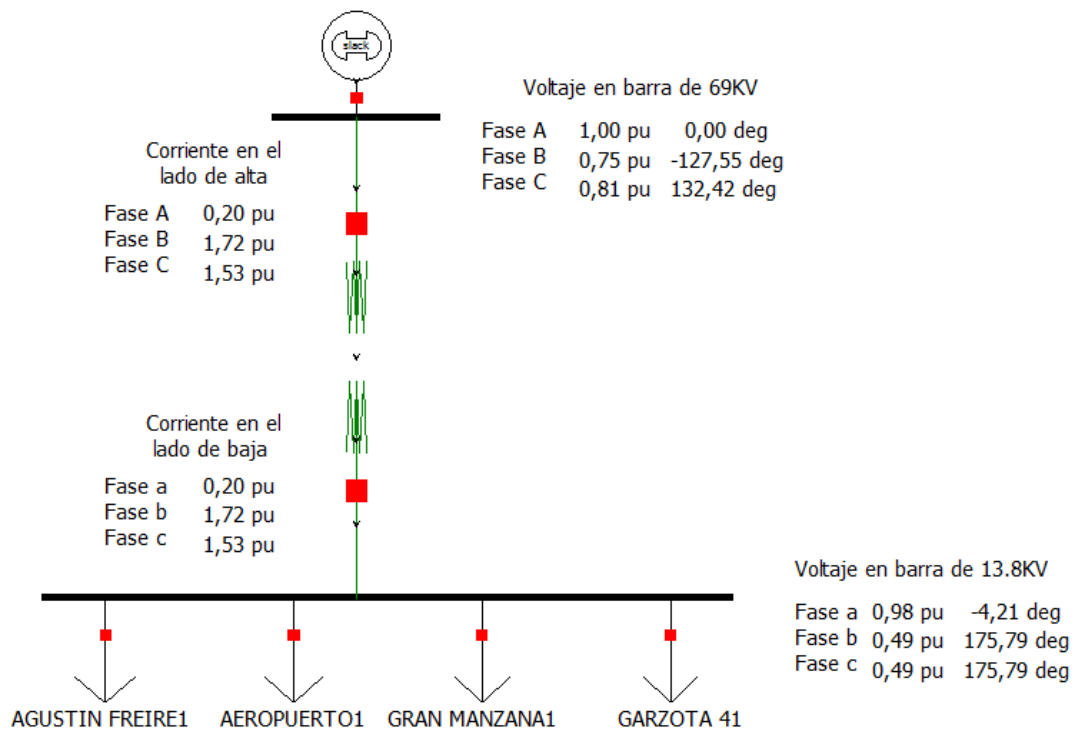 slack
Voltaje en barra de 69KV
Fase A 1,00 pu 0,00 deg
Fase B 0,75 pu -127,55 deg
Fase C 0,81 pu 132,42 deg
Corriente en el
lado de alta
Fase A 0,20 pu
Fase B 1,72 pu
Fase C 1,53 pu
Corriente en el
lado de baja
Fase a 0,20 pu
Fase b 1,72 pu
Fase c 1,53 pu
Voltaje en barra de 13.8KV
Fase a 0,98 pu -4,21 deg
Fase b 0,49 pu 175,79 deg
Fase c 0,49 pu 175,79 deg
AGUSTIN FREIRE1 AEROPUERTO1 GRAN MANZANA1 GARZOTA 41